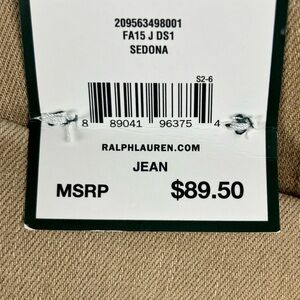 209563498001
FA15 J DS1
SEDONA
S2-6
8 89041 96375 4
RALPHLAUREN.COM
JEAN
MSRP $89.50